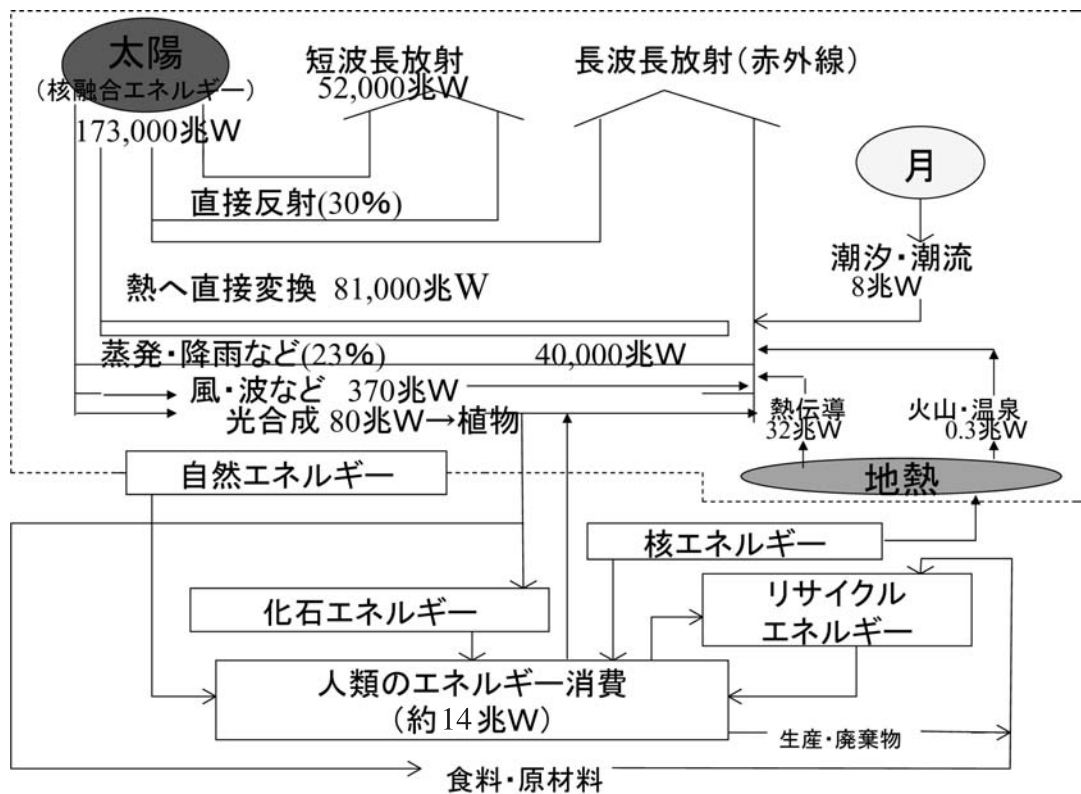 太陽
(核融合エネルギー)
173,000兆W
短波長放射
52,000兆W
長波長放射(赤外線)
月
直接反射(30%)
潮汐・潮流
8兆W
熱へ直接変換 81,000兆W
蒸発・降雨など(23%) 40,000兆W
風・波など 370兆W
光合成 80兆W→植物
熱伝導
32兆W
火山・温泉
0.3兆W
自然エネルギー
地熱
核エネルギー
化石エネルギー
リサイクル
エネルギー
人類のエネルギー消費
(約14兆W)
生産・廃棄物
食料・原材料